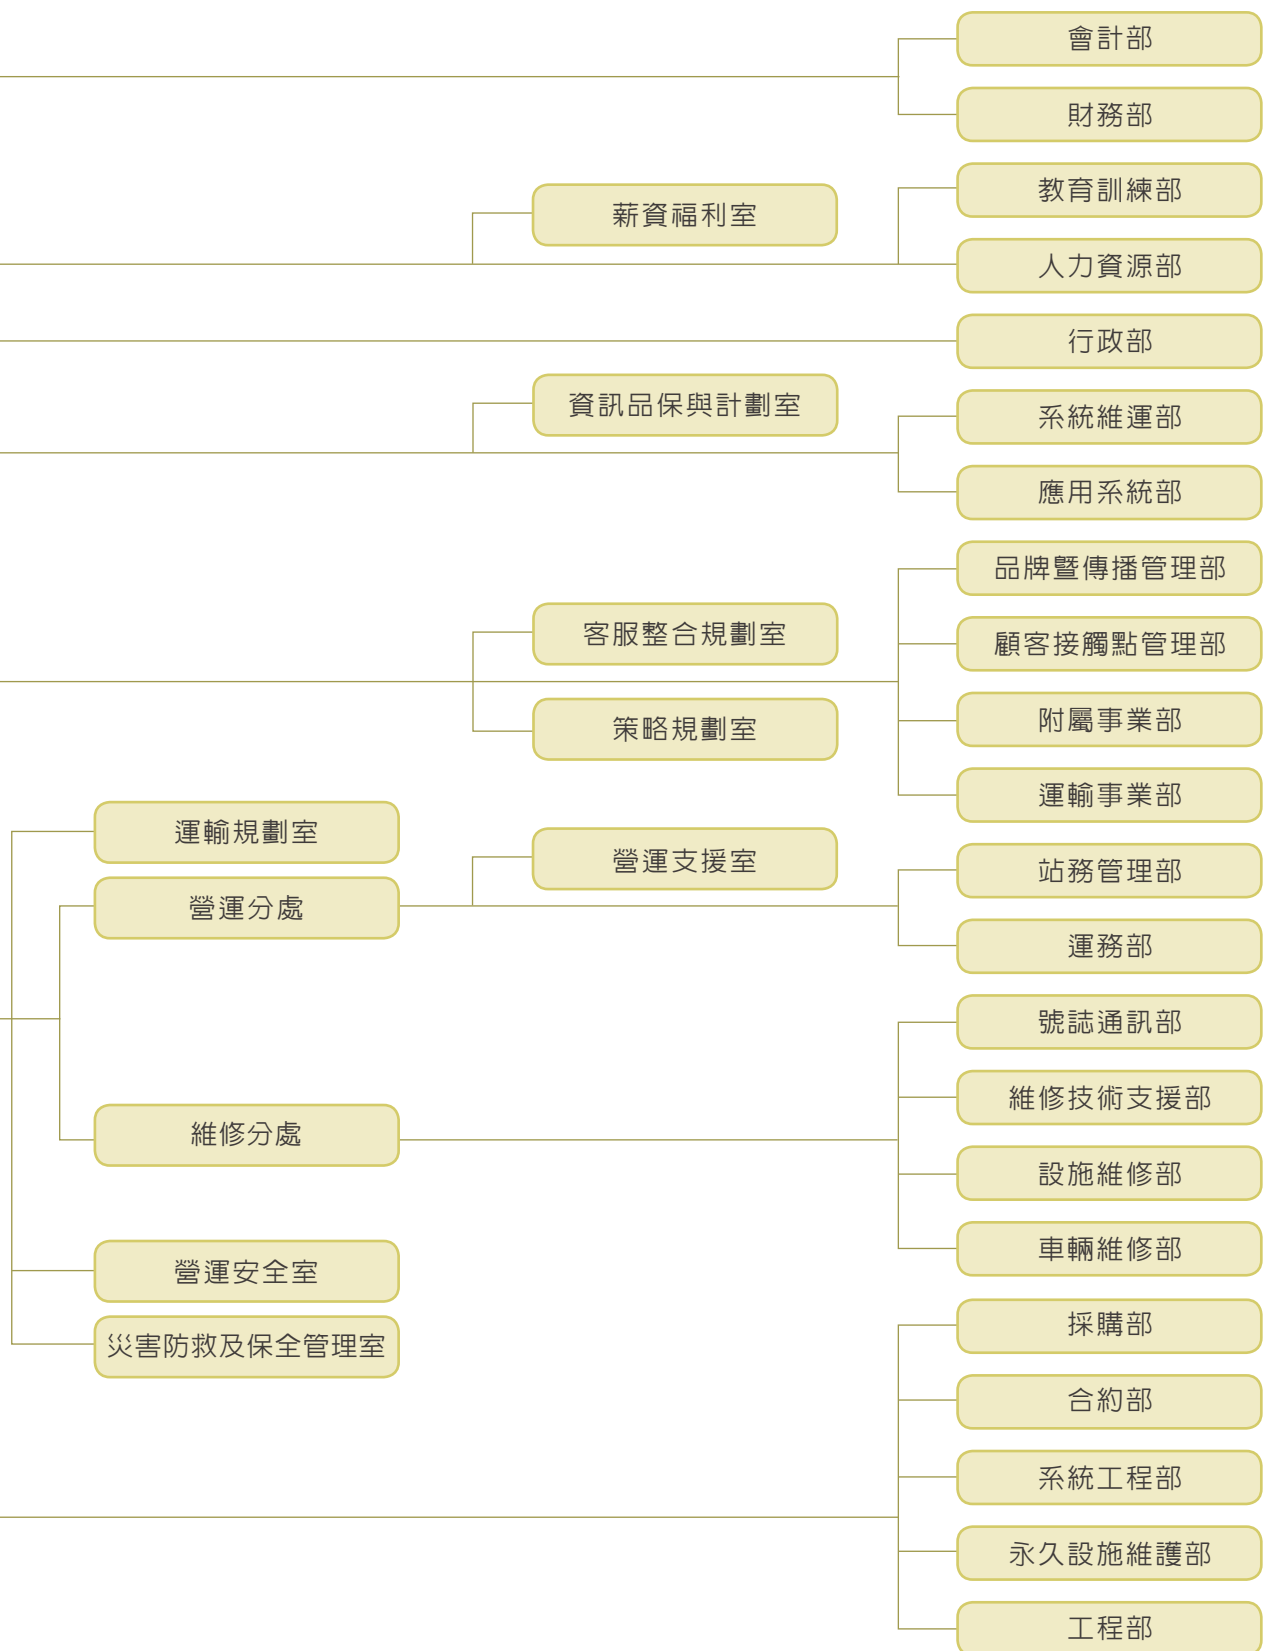 會計部
財務部
薪資福利室
教育訓練部
人力資源部
行政部
資訊品保與計劃室
系統維運部
應用系統部
品牌暨傳播管理部
客服整合規劃室
顧客接觸點管理部
策略規劃室
附屬事業部
運輸事業部
運輸規劃室
營運分處
營運支援室
站務管理部
運務部
號誌通訊部
維修分處
維修技術支援部
設施維修部
車輛維修部
營運安全室
災害防救及保全管理室
採購部
合約部
系統工程部
永久設施維護部
工程部